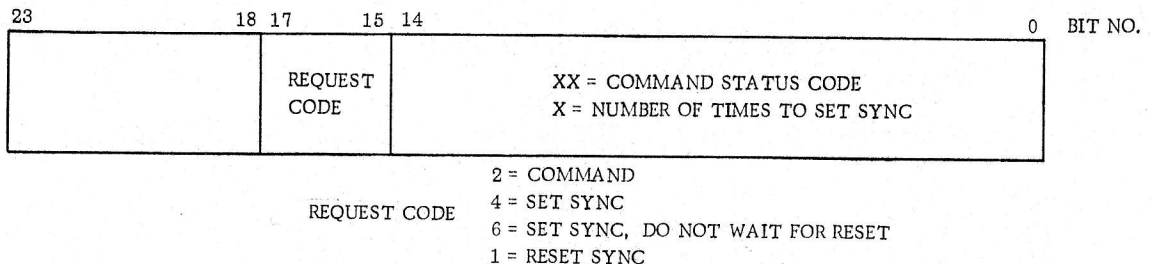 23 18 17 15 14 0 BIT NO.
REQUEST CODE
XX = COMMAND STATUS CODE
X = NUMBER OF TIMES TO SET SYNC
REQUEST CODE
2 = COMMAND
4 = SET SYNC
6 = SET SYNC, DO NOT WAIT FOR RESET
1 = RESET SYNC